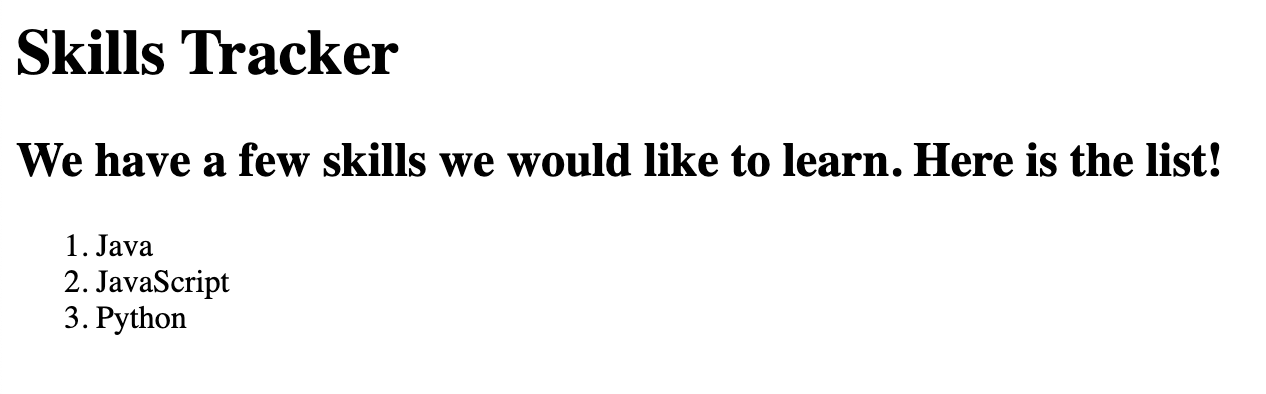 Skills Tracker
We have a few skills we would like to learn. Here is the list!
1. Java
2. JavaScript
3. Python